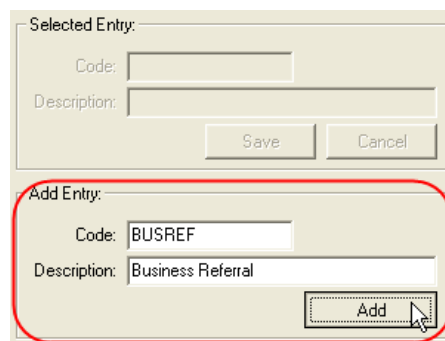 Selected Entry:
Code:
Description:
Save Cancel
Add Entry:
Code: BUSREF
Description: Business Referral
Add